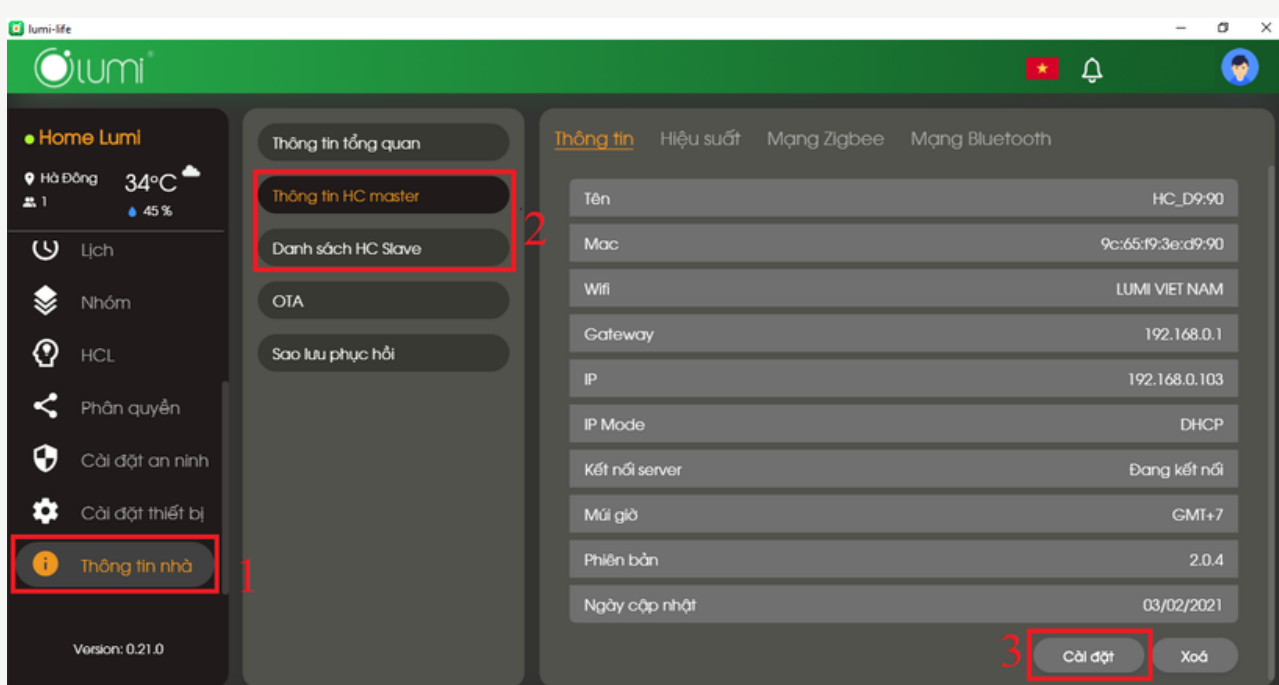 lumi-life
lumi
Home Lumi
Hà Đông
34°C
1
45 %
Lịch
Nhóm
HCL
Phân quyền
Cài đặt an ninh
Cài đặt thiết bị
Thông tin nhà
1
Version: 0.21.0
Thông tin tổng quan
Thông tin HC master
Danh sách HC Slave
2
OTA
Sao lưu phục hồi
Thông tin Hiệu suất Mạng Zigbee Mạng Bluetooth
Tên HC_D9:90
Mac 9c:65:f9:3e:d9:90
Wifi LUMI VIET NAM
Gateway 192.168.0.1
IP 192.168.0.103
IP Mode DHCP
Kết nối server Đang kết nối
Múi giờ GMT+7
Phiên bản 2.0.4
Ngày cập nhật 03/02/2021
3 Cài đặt Xoá